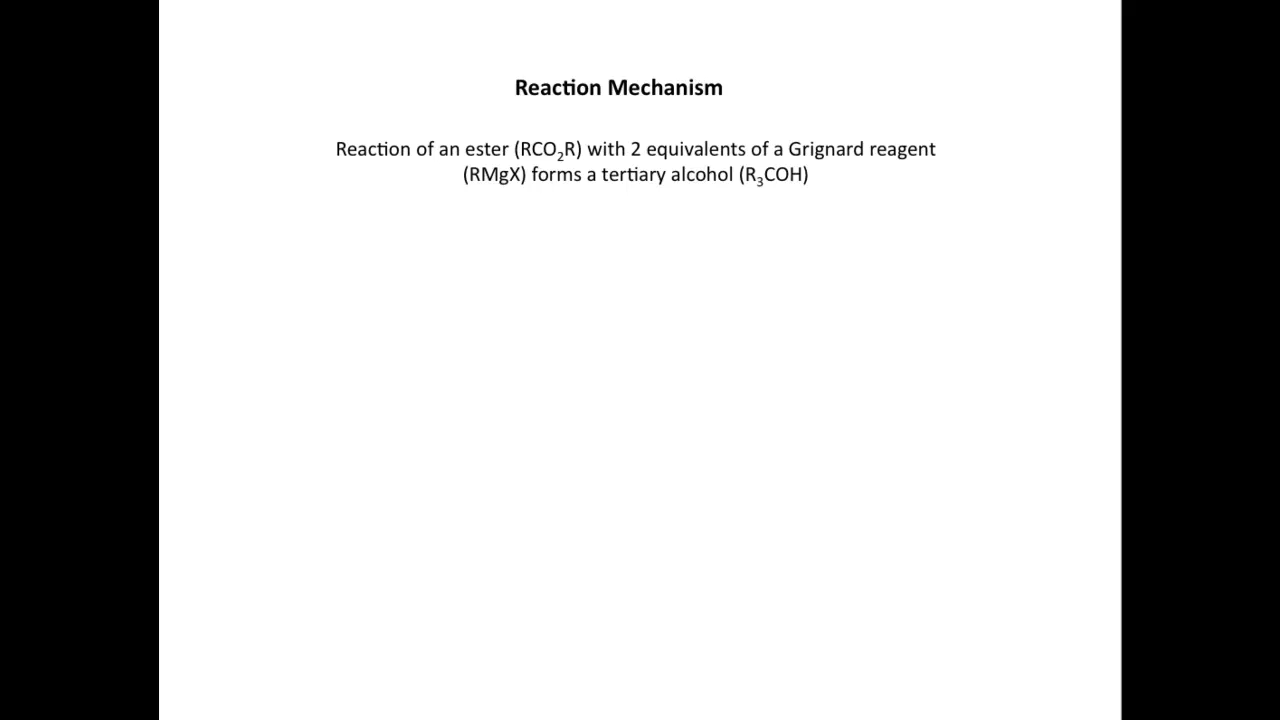 Reaction Mechanism
Reaction of an ester (RCO₂R) with 2 equivalents of a Grignard reagent
(RMgX) forms a tertiary alcohol (R₃COH)